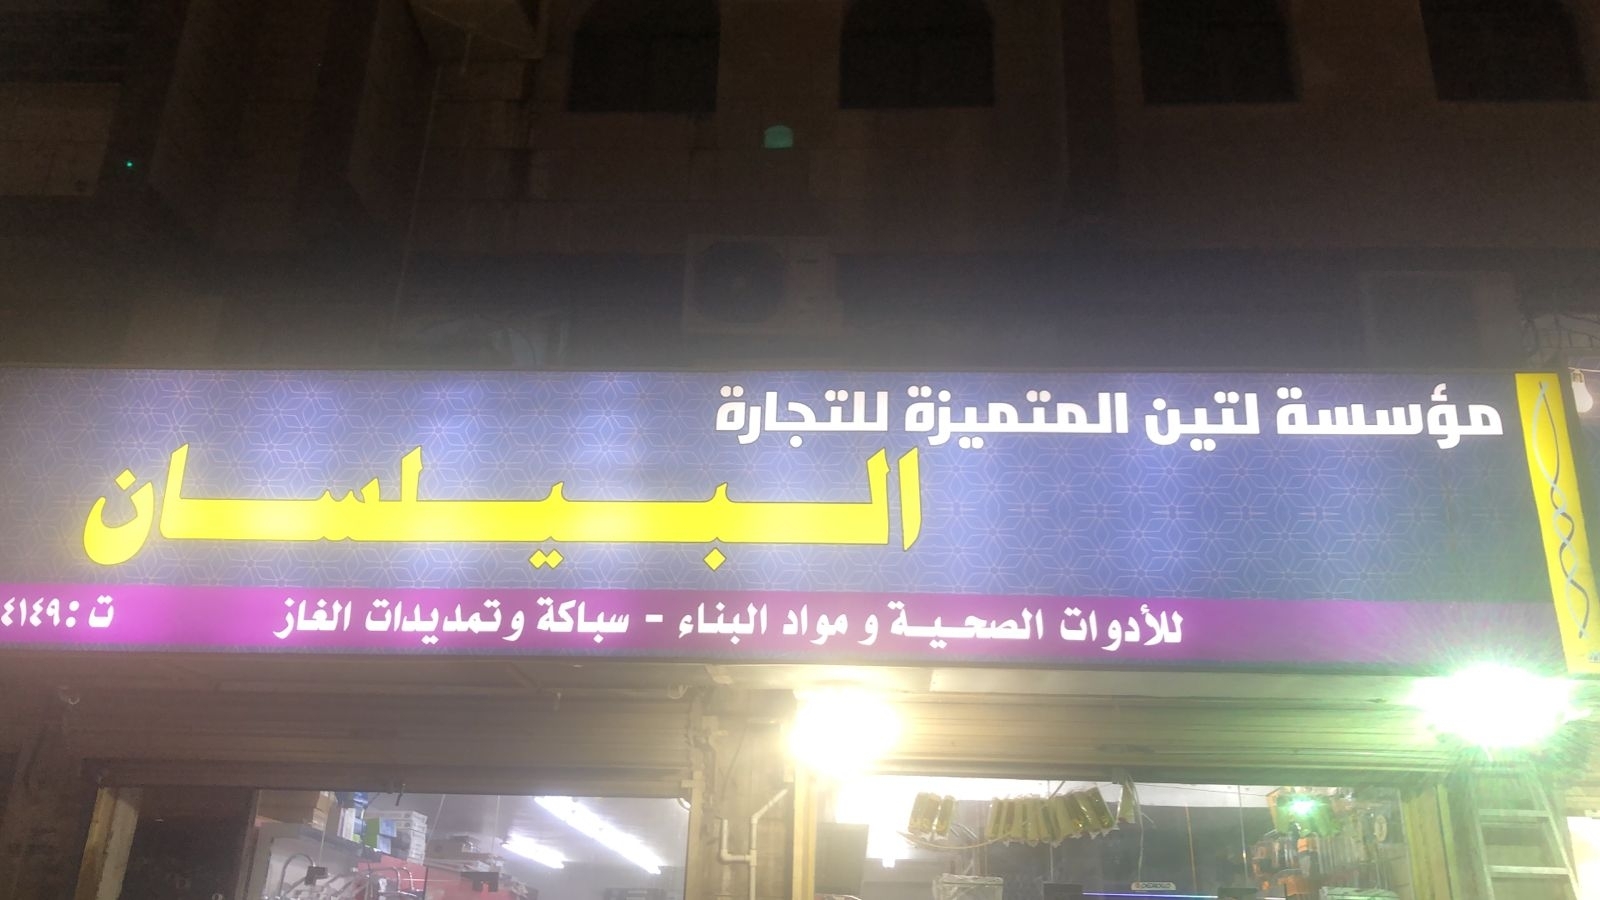 مؤسسة لتين المتميزة للتجارة
البيلسان
للأدوات الصحية و مواد البناء - سباكة وتمديدات الغاز
ت : ٤١٤٩